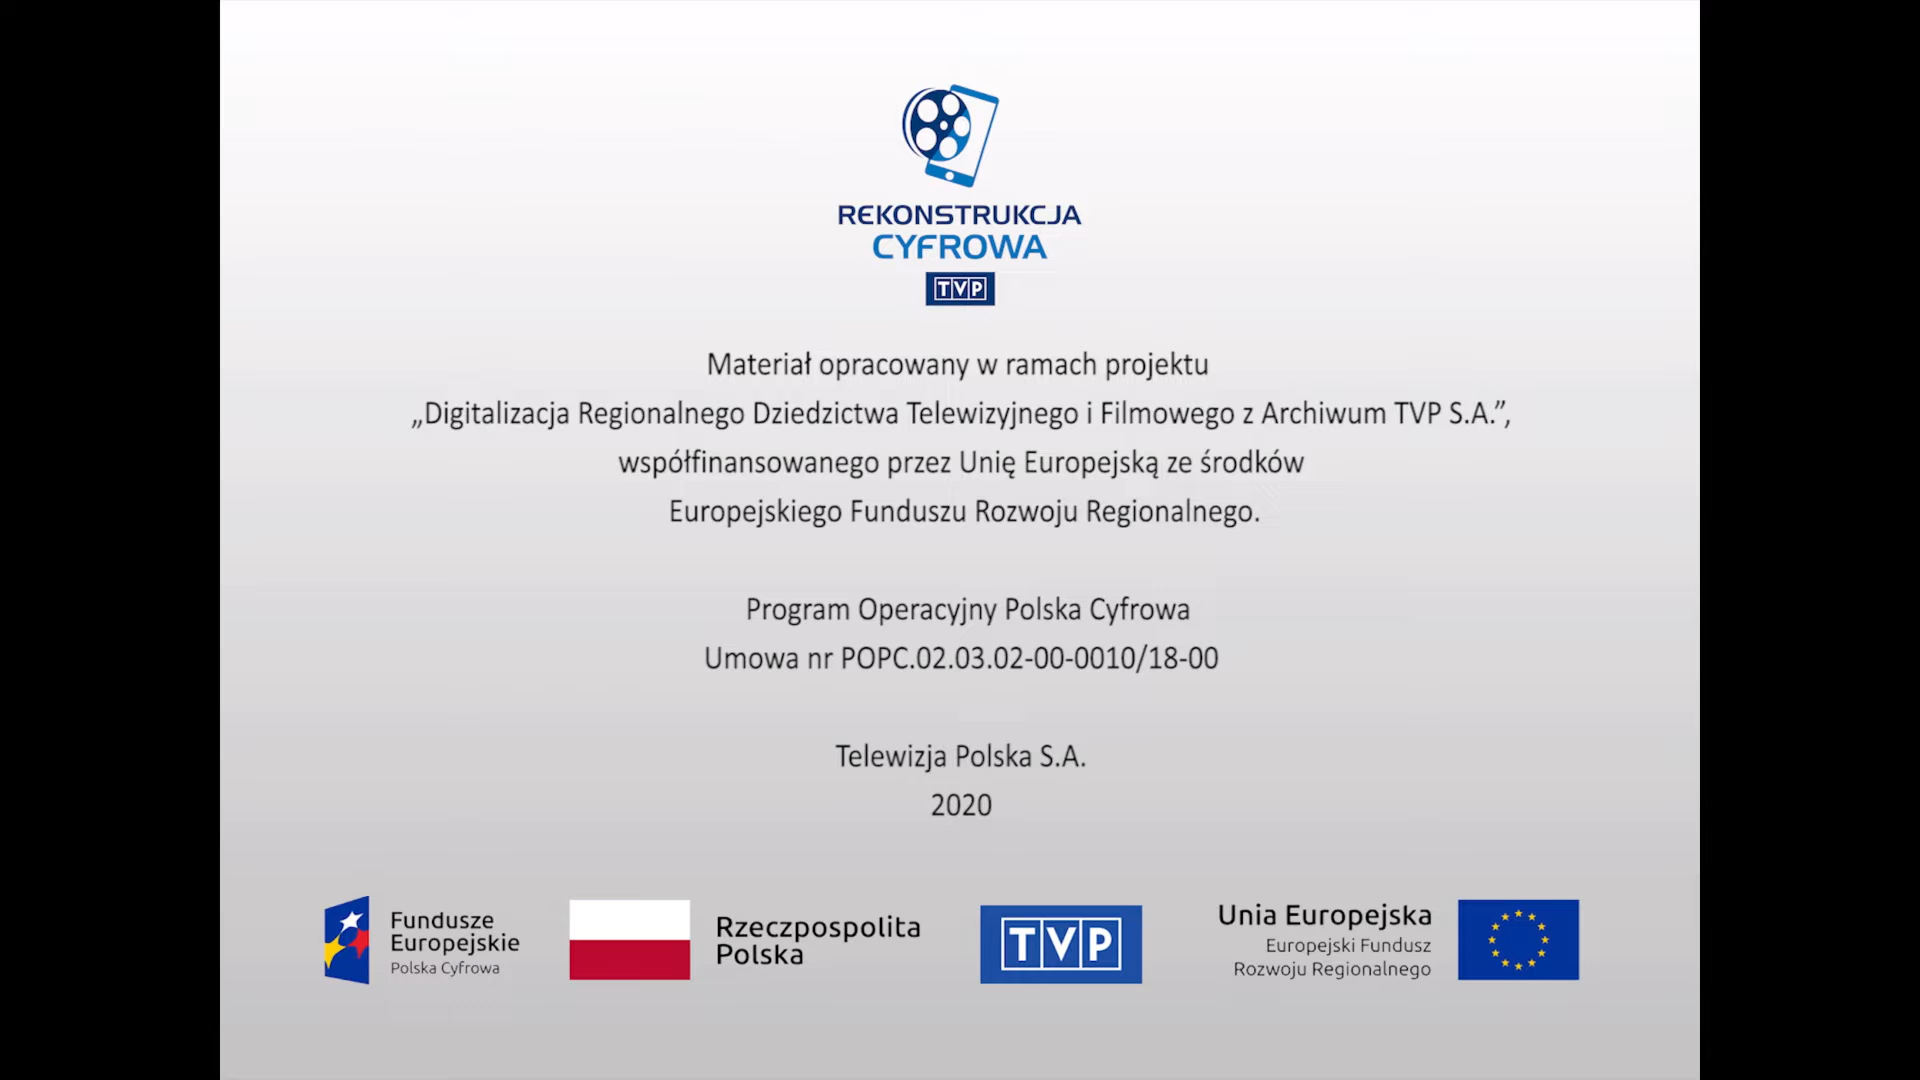 REKONSTRUKCJA
CYFROWA
TVP
Materiał opracowany w ramach projektu
„Digitalizacja Regionalnego Dziedzictwa Telewizyjnego i Filmowego z Archiwum TVP S.A.”,
współfinansowanego przez Unię Europejską ze środków
Europejskiego Funduszu Rozwoju Regionalnego.
Program Operacyjny Polska Cyfrowa
Umowa nr POPC.02.03.02-00-0010/18-00
Telewizja Polska S.A.
2020
Fundusze
Europejskie
Polska Cyfrowa
Rzeczpospolita
Polska
TVP
Unia Europejska
Europejski Fundusz
Rozwoju Regionalnego